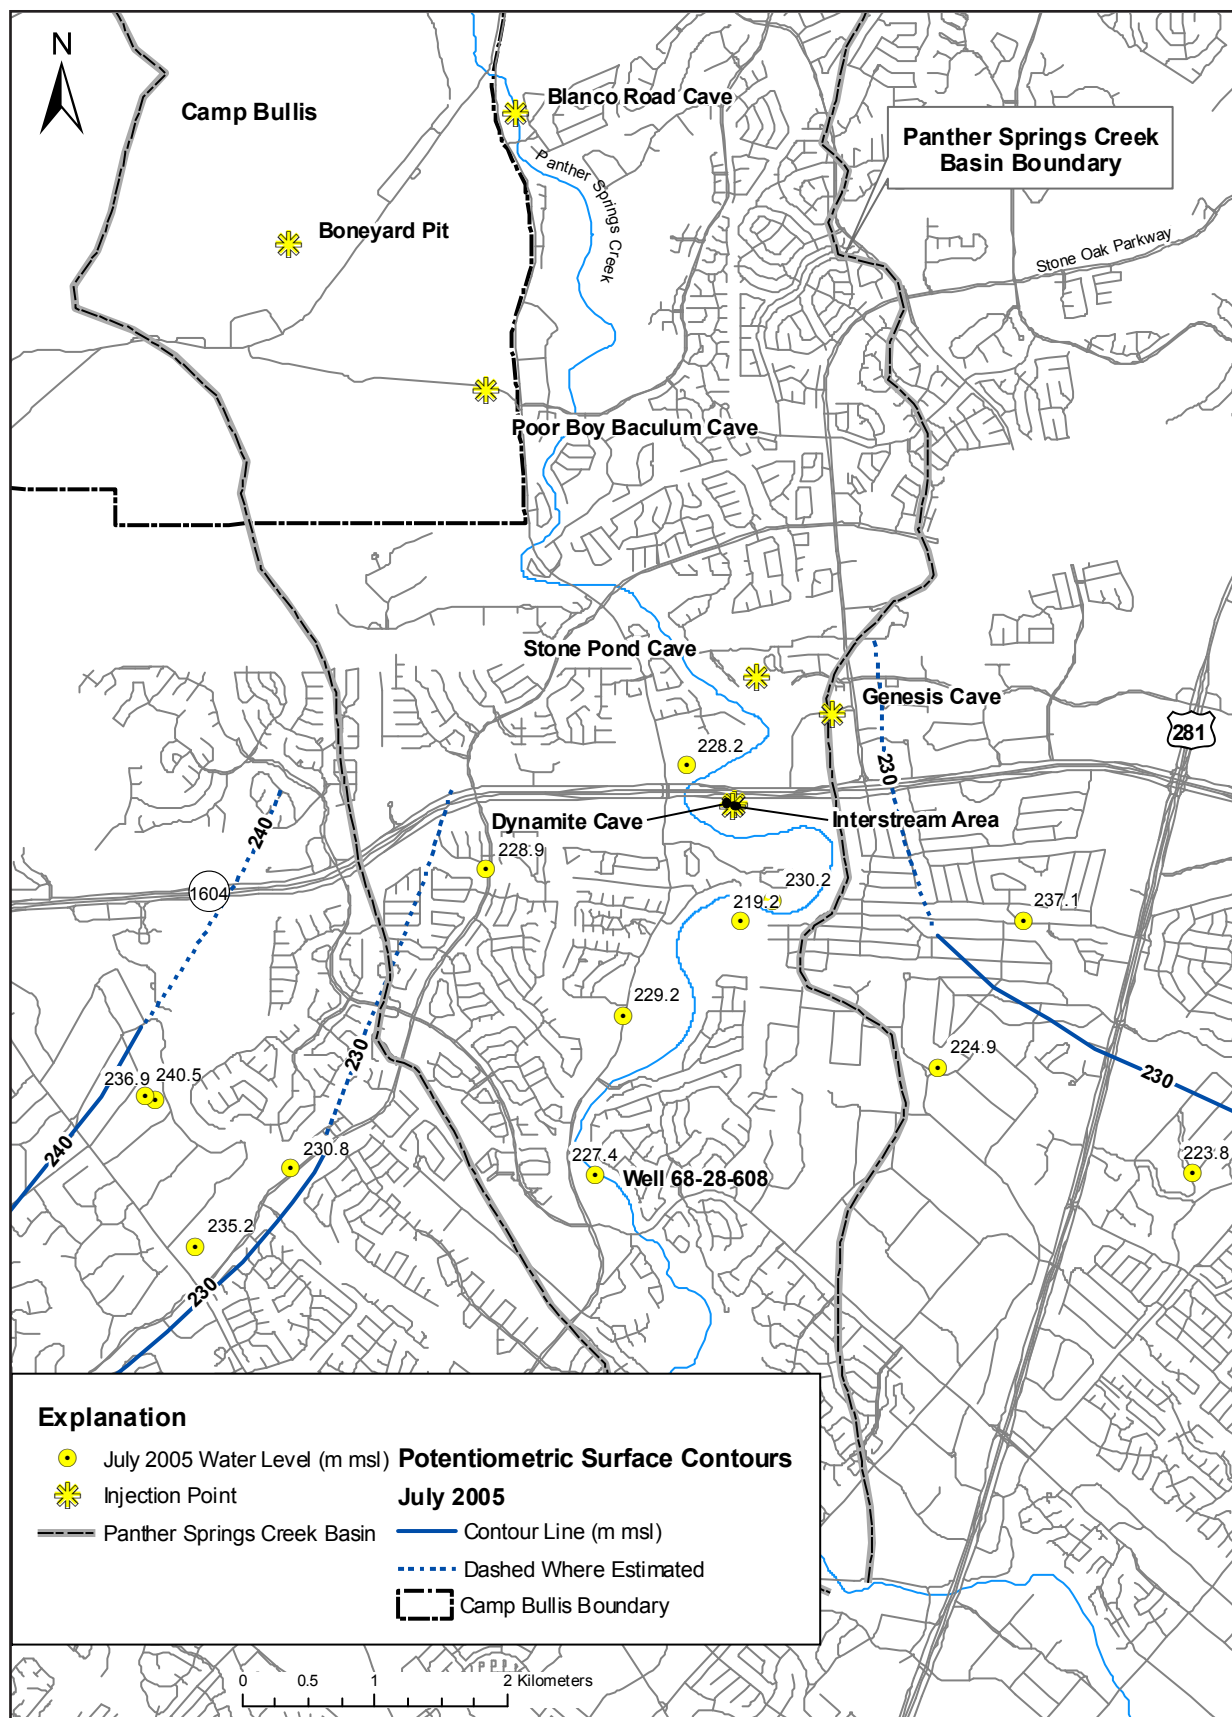 N
Camp Bullis
Blanco Road Cave
Panther Springs Creek
Basin Boundary
Panther Springs Creek
Boneyard Pit
Stone Oak Parkway
Poor Boy Baculum Cave
Stone Pond Cave
Genesis Cave
281
228.2
230
240
Dynamite Cave
Interstream Area
228.9
1604
230.2
219.2
237.1
229.2
230
224.9
230
236.9
240.5
240
230.8
227.4
Well 68-28-608
223.8
235.2
230
Explanation
July 2005 Water Level (m msl)
Injection Point
Panther Springs Creek Basin
Potentiometric Surface Contours
July 2005
Contour Line (m msl)
Dashed Where Estimated
Camp Bullis Boundary
0 0.5 1 2 Kilometers